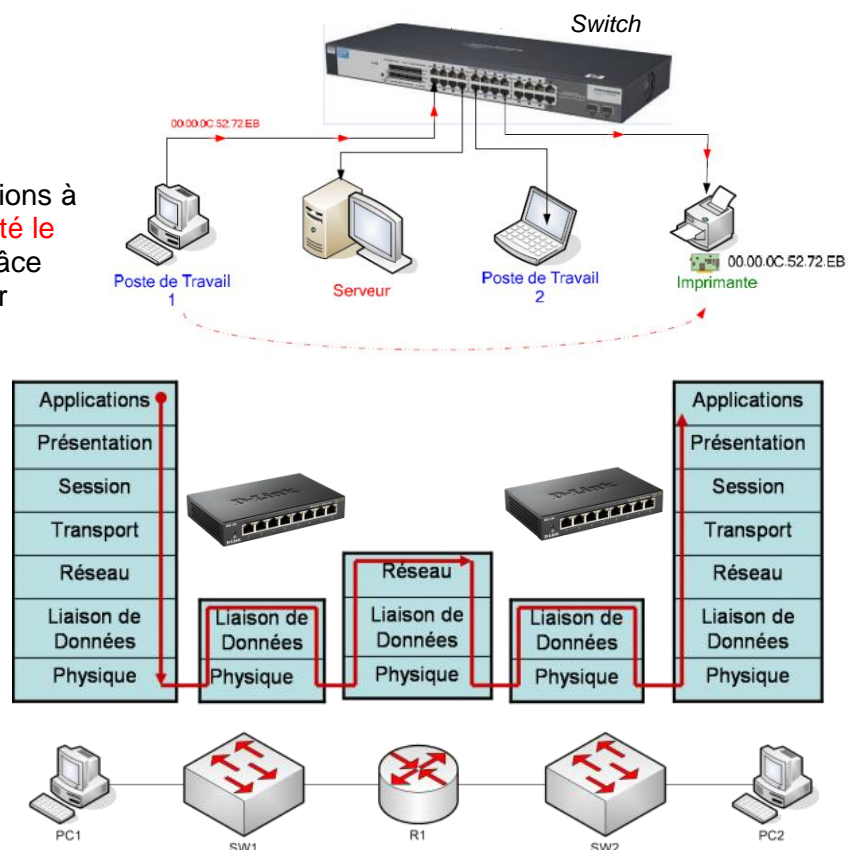 Switch
00.00.0C.52.72.EB
ions à
té le
âce
r
Poste de Travail
1
Serveur
Poste de Travail
2
00.00.0C.52.72.EB
Imprimante
Applications
Présentation
Session
Transport
Réseau
Liaison de
Données
Physique
D-Link
Liaison de
Données
Physique
Réseau
Liaison de
Données
Physique
D-Link
Liaison de
Données
Physique
Applications
Présentation
Session
Transport
Réseau
Liaison de
Données
Physique
PC1
SW1
R1
SW2
PC2